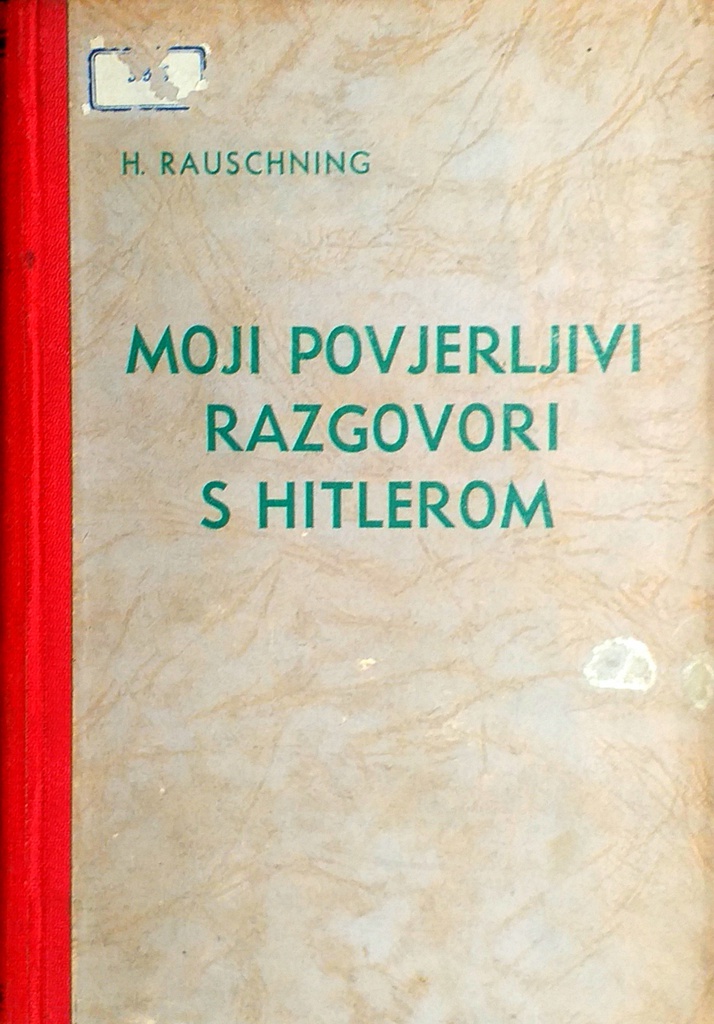 H. RAUSCHNING
MOJI POVJERLJIVI
RAZGOVORI
S HITLEROM